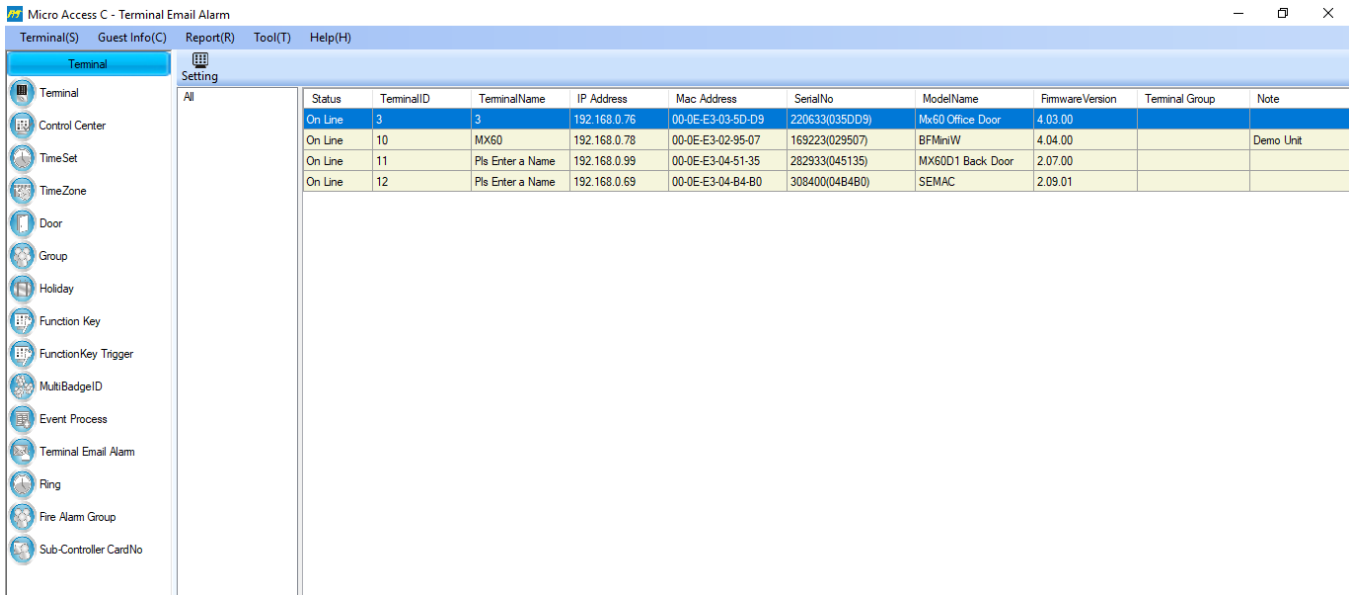 Micro Access C - Terminal Email Alarm
Terminal(S) Guest Info(C) Report(R) Tool(T) Help(H)
Terminal
Setting
Terminal
Control Center
TimeSet
TimeZone
Door
Group
Holiday
Function Key
FunctionKey Trigger
MultiBadgeID
Event Process
Terminal Email Alarm
Ring
Fire Alarm Group
Sub-Controller CardNo
All
Status TerminalID TerminalName IP Address Mac Address SerialNo ModelName FirmwareVersion Terminal Group Note
On Line 3 3 192.168.0.76 00-0E-E3-03-5D-D9 220633(035DD9) Mx60 Office Door 4.03.00
On Line 10 MX60 192.168.0.78 00-0E-E3-02-95-07 169223(029507) BFMiniW 4.04.00 Demo Unit
On Line 11 Pls Enter a Name 192.168.0.99 00-0E-E3-04-51-35 282933(045135) MX60D1 Back Door 2.07.00
On Line 12 Pls Enter a Name 192.168.0.69 00-0E-E3-04-B4-B0 308400(04B4B0) SEMAC 2.09.01